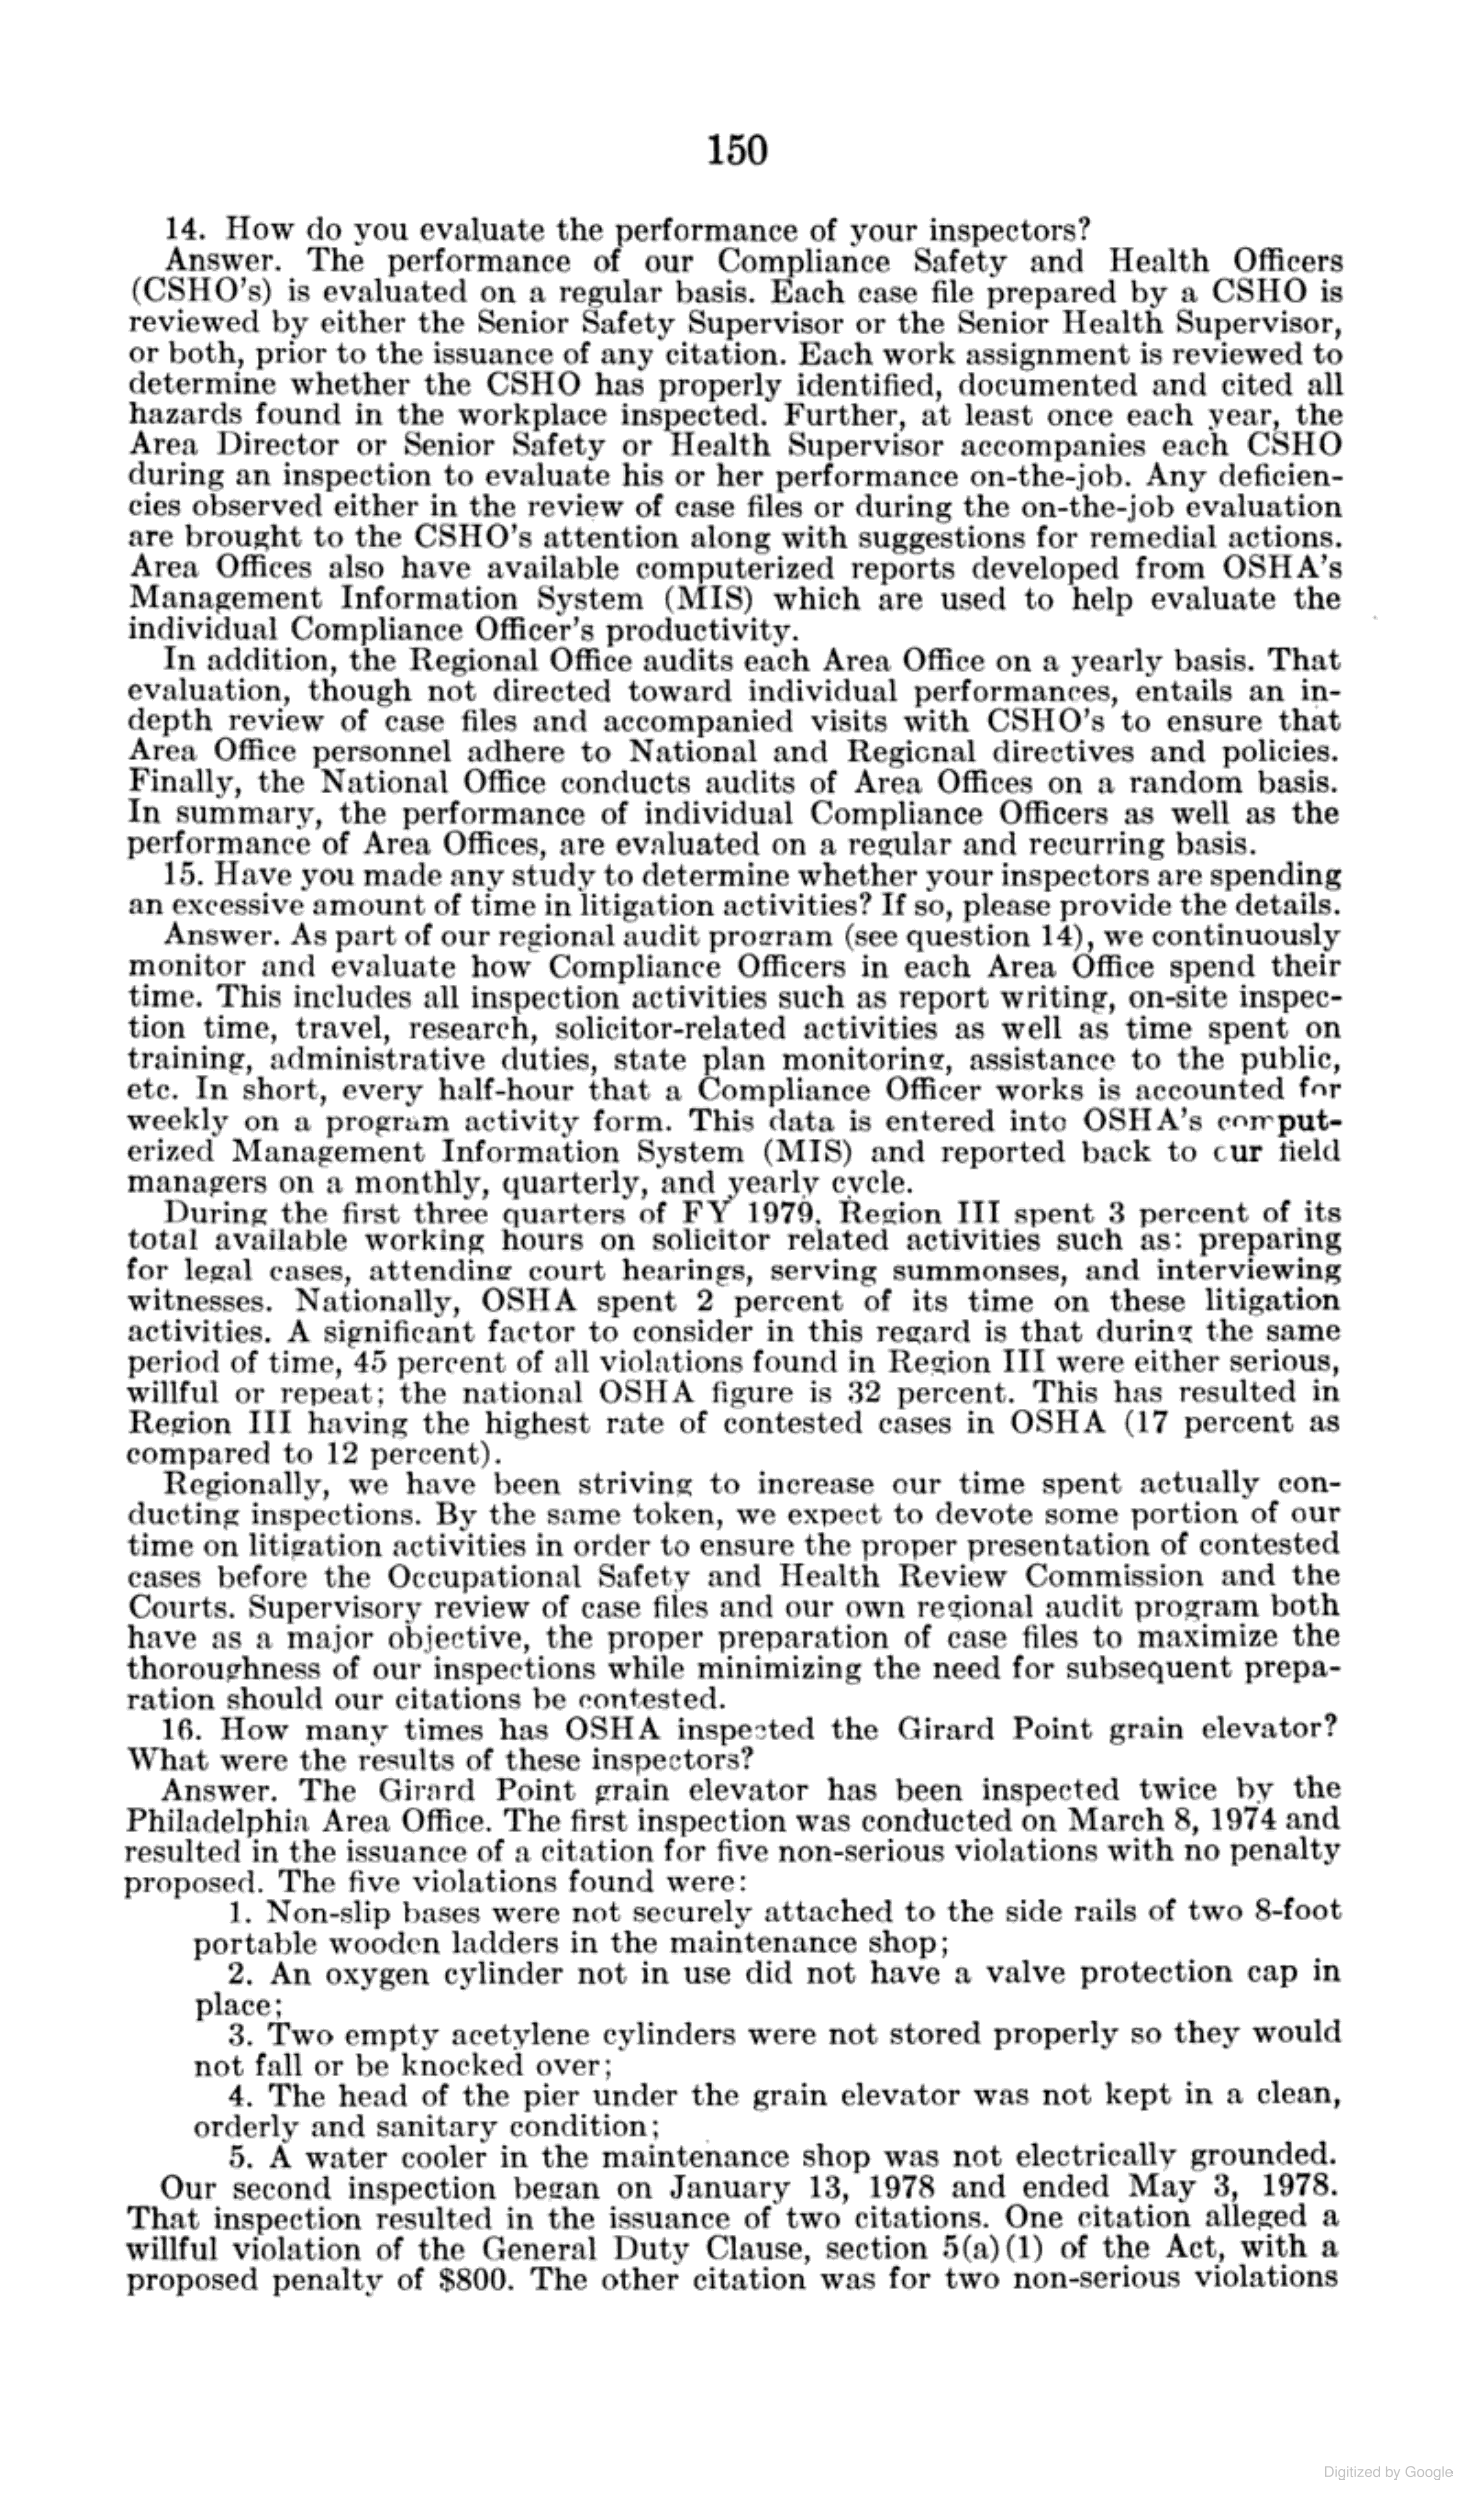 150
14. How do you evaluate the performance of your inspectors?
Answer. The performance of our Compliance Safety and Health Officers
(CSHO's) is evaluated on a regular basis. Each case file prepared by a CSHO is
reviewed by either the Senior Safety Supervisor or the Senior Health Supervisor,
or both, prior to the issuance of any citation. Each work assignment is reviewed to
determine whether the CSHO has properly identified, documented and cited all
hazards found in the workplace inspected. Further, at least once each year, the
Area Director or Senior Safety or Health Supervisor accompanies each CSHO
during an inspection to evaluate his or her performance on-the-job. Any deficien-
cies observed either in the review of case files or during the on-the-job evaluation
are brought to the CSHO's attention along with suggestions for remedial actions.
Area Offices also have available computerized reports developed from OSHA's
Management Information System (MIS) which are used to help evaluate the
individual Compliance Officer's productivity.
In addition, the Regional Office audits each Area Office on a yearly basis. That
evaluation, though not directed toward individual performances, entails an in-
depth review of case files and accompanied visits with CSHO's to ensure that
Area Office personnel adhere to National and Regional directives and policies.
Finally, the National Office conducts audits of Area Offices on a random basis.
In summary, the performance of individual Compliance Officers as well as the
performance of Area Offices, are evaluated on a regular and recurring basis.
15. Have you made any study to determine whether your inspectors are spending
an excessive amount of time in litigation activities? If so, please provide the details.
Answer. As part of our regional audit program (see question 14), we continuously
monitor and evaluate how Compliance Officers in each Area Office spend their
time. This includes all inspection activities such as report writing, on-site inspec-
tion time, travel, research, solicitor-related activities as well as time spent on
training, administrative duties, state plan monitoring, assistance to the public,
etc. In short, every half-hour that a Compliance Officer works is accounted for
weekly on a program activity form. This data is entered into OSHA's comput-
erized Management Information System (MIS) and reported back to our field
managers on a monthly, quarterly, and yearly cycle.
During the first three quarters of FY 1979, Region III spent 3 percent of its
total available working hours on solicitor related activities such as: preparing
for legal cases, attending court hearings, serving summonses, and interviewing
witnesses. Nationally, OSHA spent 2 percent of its time on these litigation
activities. A significant factor to consider in this regard is that during the same
period of time, 45 percent of all violations found in Region III were either serious,
willful or repeat; the national OSHA figure is 32 percent. This has resulted in
Region III having the highest rate of contested cases in OSHA (17 percent as
compared to 12 percent).
Regionally, we have been striving to increase our time spent actually con-
ducting inspections. By the same token, we expect to devote some portion of our
time on litigation activities in order to ensure the proper presentation of contested
cases before the Occupational Safety and Health Review Commission and the
Courts. Supervisory review of case files and our own regional audit program both
have as a major objective, the proper preparation of case files to maximize the
thoroughness of our inspections while minimizing the need for subsequent prepa-
ration should our citations be contested.
16. How many times has OSHA inspected the Girard Point grain elevator?
What were the results of these inspectors?
Answer. The Girard Point grain elevator has been inspected twice by the
Philadelphia Area Office. The first inspection was conducted on March 8, 1974 and
resulted in the issuance of a citation for five non-serious violations with no penalty
proposed. The five violations found were:
1. Non-slip bases were not securely attached to the side rails of two 8-foot
portable wooden ladders in the maintenance shop;
2. An oxygen cylinder not in use did not have a valve protection cap in
place;
3. Two empty acetylene cylinders were not stored properly so they would
not fall or be knocked over;
4. The head of the pier under the grain elevator was not kept in a clean,
orderly and sanitary condition;
5. A water cooler in the maintenance shop was not electrically grounded.
Our second inspection began on January 13, 1978 and ended May 3, 1978.
That inspection resulted in the issuance of two citations. One citation alleged a
willful violation of the General Duty Clause, section 5(a)(1) of the Act, with a
proposed penalty of $800. The other citation was for two non-serious violations
Digitized by Google